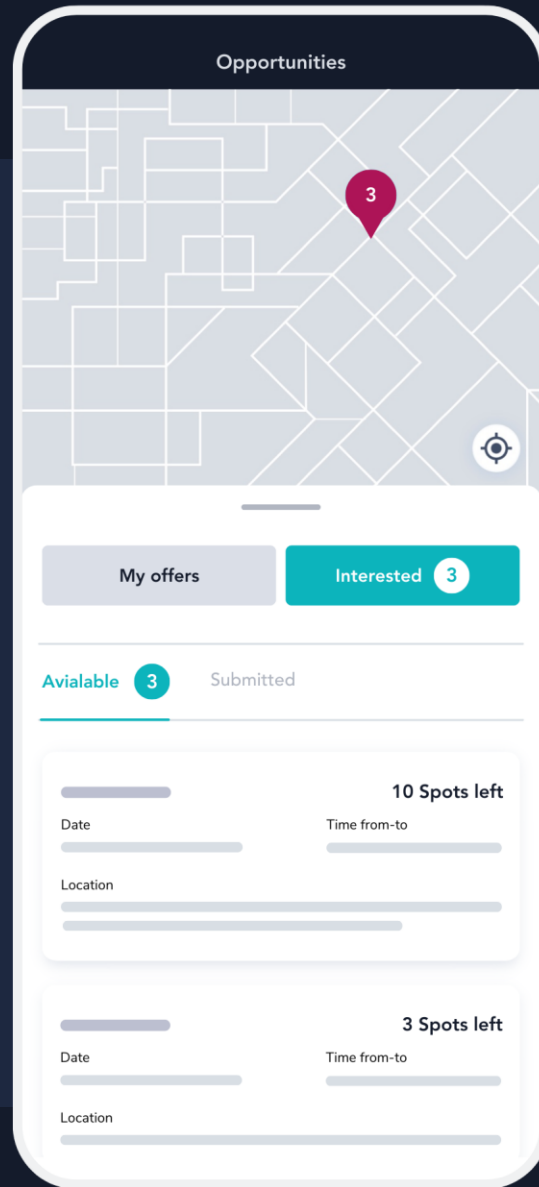 Opportunities
3
My offers
Interested 3
Avialable 3
Submitted
10 Spots left
Date
Time from-to
Location
3 Spots left
Date
Time from-to
Location